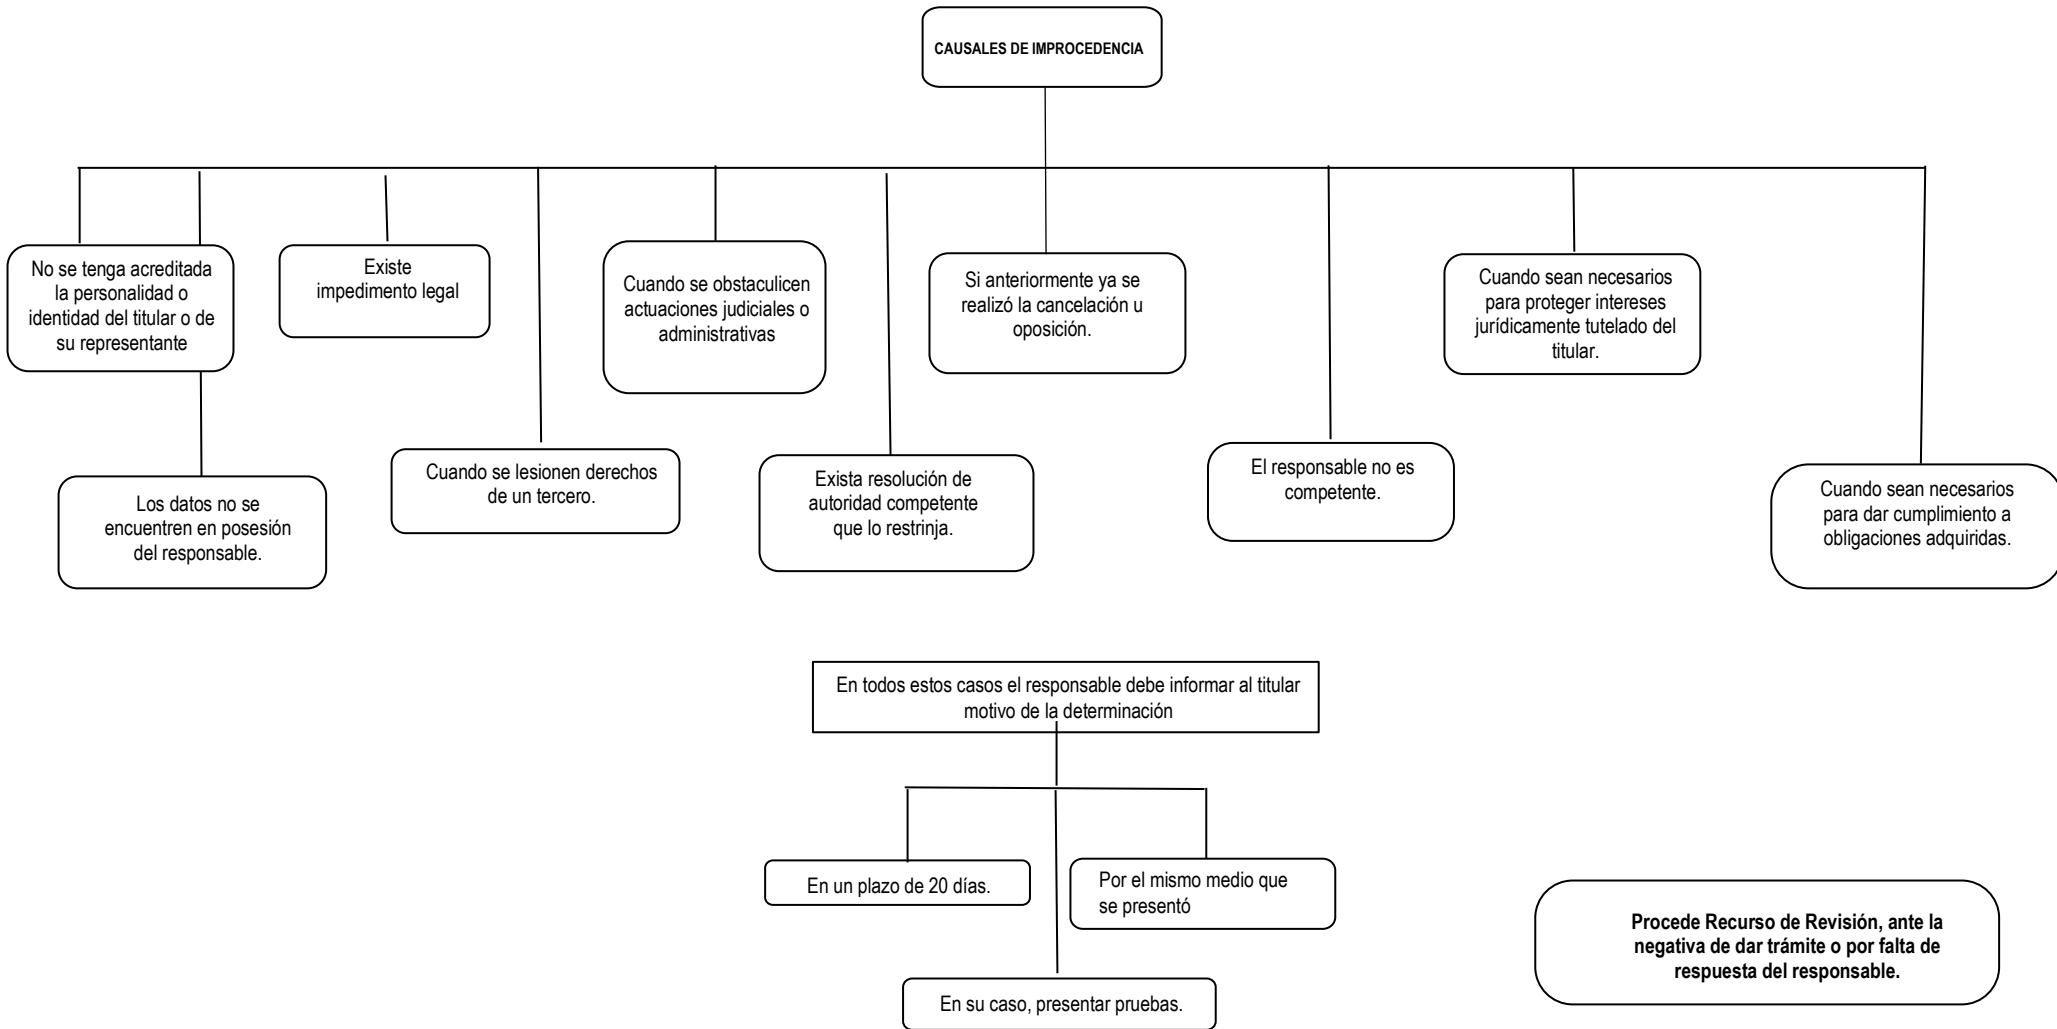 CAUSALES DE IMPROCEDENCIA
No se tenga acreditada
la personalidad o
identidad del titular o de
su representante
Existe
impedimento legal
Cuando se obstaculicen
actuaciones judiciales o
administrativas
Si anteriormente ya se
realizó la cancelación u
oposición.
Cuando sean necesarios
para proteger intereses
jurídicamente tutelado del
titular.
Los datos no se
encuentren en posesión
del responsable.
Cuando se lesionen derechos
de un tercero.
Exista resolución de
autoridad competente
que lo restrinja.
El responsable no es
competente.
Cuando sean necesarios
para dar cumplimiento a
obligaciones adquiridas.
En todos estos casos el responsable debe informar al titular
motivo de la determinación
En un plazo de 20 días.
Por el mismo medio que
se presentó
En su caso, presentar pruebas.
Procede Recurso de Revisión, ante la
negativa de dar trámite o por falta de
respuesta del responsable.